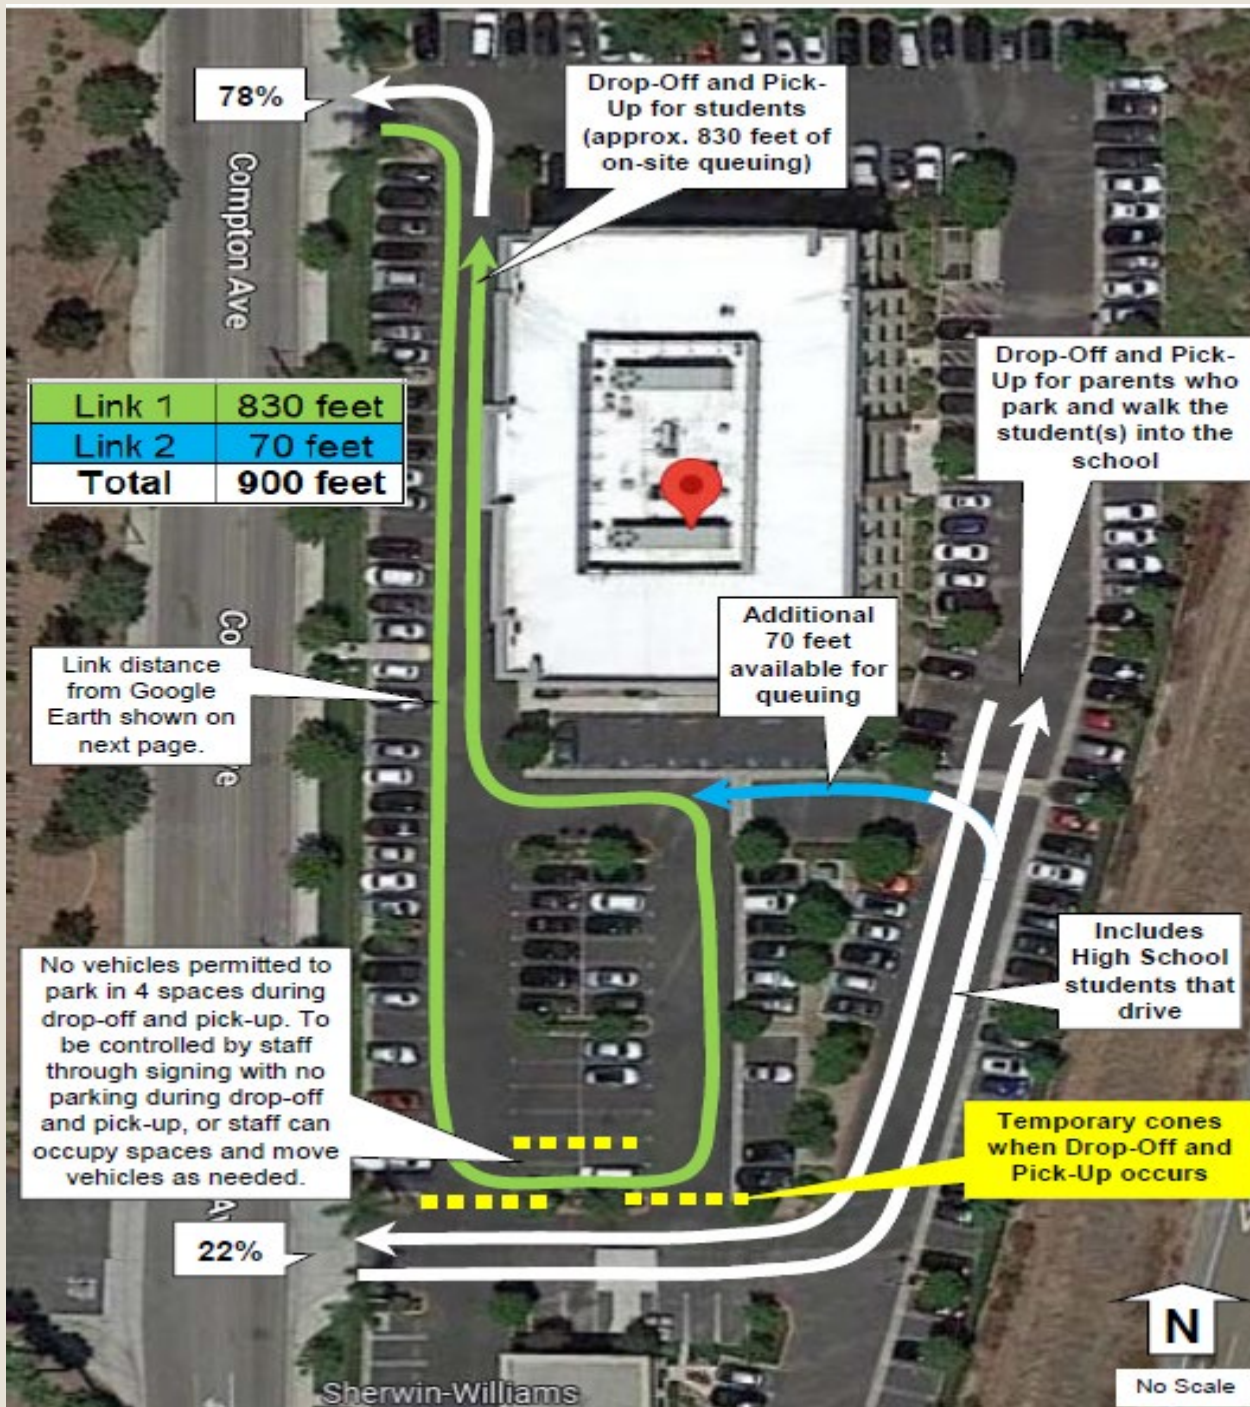 78%
Drop-Off and Pick-
Up for students
(approx. 830 feet of
on-site queuing)
Compton Ave
Link 1 830 feet
Link 2 70 feet
Total 900 feet
Drop-Off and Pick-
Up for parents who
park and walk the
student(s) into the
school
Additional
70 feet
available for
queuing
Link distance
from Google
Earth shown on
next page.
Co
ve
Includes
High School
students that
drive
No vehicles permitted to
park in 4 spaces during
drop-off and pick-up. To
be controlled by staff
through signing with no
parking during drop-off
and pick-up, or staff can
occupy spaces and move
vehicles as needed.
Temporary cones
when Drop-Off and
Pick-Up occurs
Av
22%
N
No Scale
Sherwin-Williams